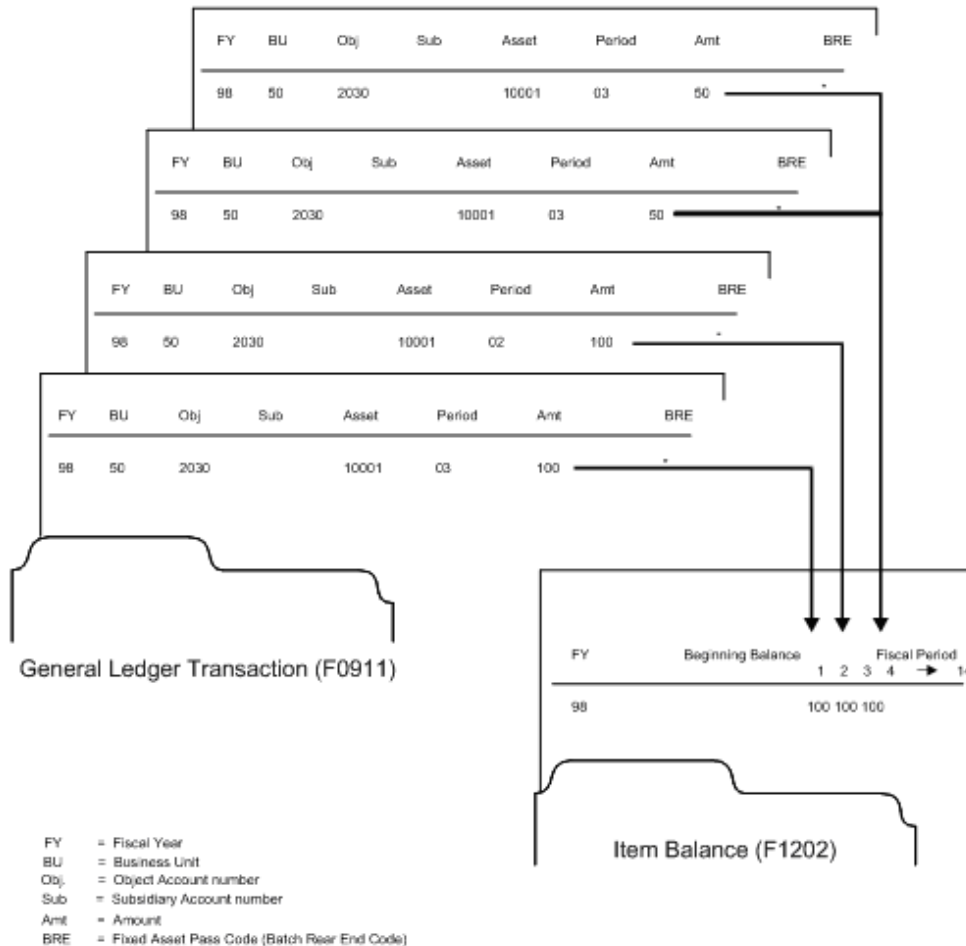 FY BU Obj Sub Asset Period Amt BRE
98 50 2030 10001 03 50
FY BU Obj Sub Asset Period Amt BRE
98 50 2030 10001 03 50
FY BU Obj Sub Asset Period Amt BRE
98 50 2030 10001 02 100
FY BU Obj Sub Asset Period Amt BRE
98 50 2030 10001 03 100
General Ledger Transaction (F0911)
FY Beginning Balance Fiscal Period
1 2 3 4 → 14
98 100 100 100
Item Balance (F1202)
FY = Fiscal Year
BU = Business Unit
Obj. = Object Account number
Sub = Subsidiary Account number
Amt = Amount
BRE = Fixed Asset Pass Code (Batch Rear End Code)